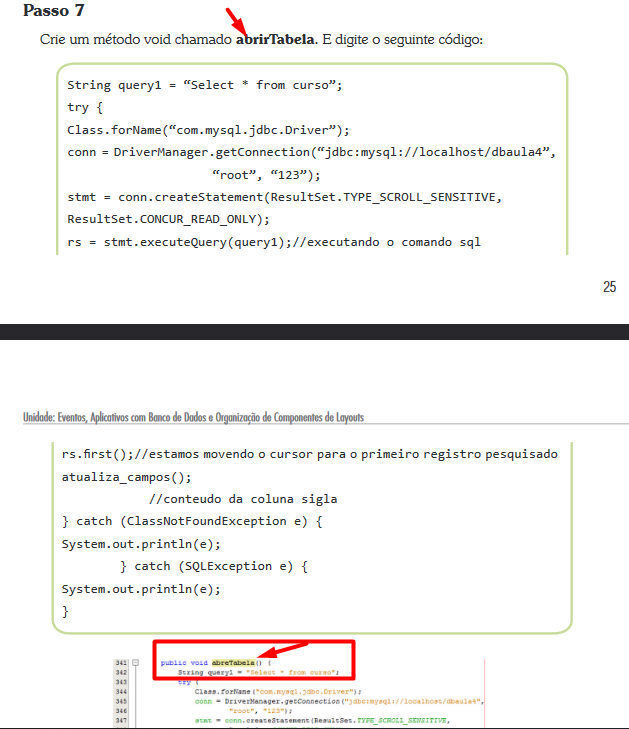 Passo 7
Crie um método void chamado abrirTabela. E digite o seguinte código:
String query1 = “Select * from curso”;
try {
Class.forName(“com.mysql.jdbc.Driver”);
conn = DriverManager.getConnection(“jdbc:mysql://localhost/dbaula4”,
“root”, “123”);
stmt = conn.createStatement(ResultSet.TYPE_SCROLL_SENSITIVE,
ResultSet.CONCUR_READ_ONLY);
rs = stmt.executeQuery(query1);//executando o comando sql
25
Unidade: Eventos, Aplicativos com Banco de Dados e Organização de Componentes de Layouts
rs.first();//estamos movendo o cursor para o primeiro registro pesquisado
atualiza_campos();
//conteudo da coluna sigla
} catch (ClassNotFoundException e) {
System.out.println(e);
} catch (SQLException e) {
System.out.println(e);
}
341 public void abreTabela() {
342 String query1 = "Select * from curso";
343 try {
344 Class.forName("com.mysql.jdbc.Driver");
345 conn = DriverManager.getConnection("jdbc:mysql://localhost/dbaula4",
346 "root", "123");
347 stmt = conn.createStatement(ResultSet.TYPE_SCROLL_SENSITIVE,